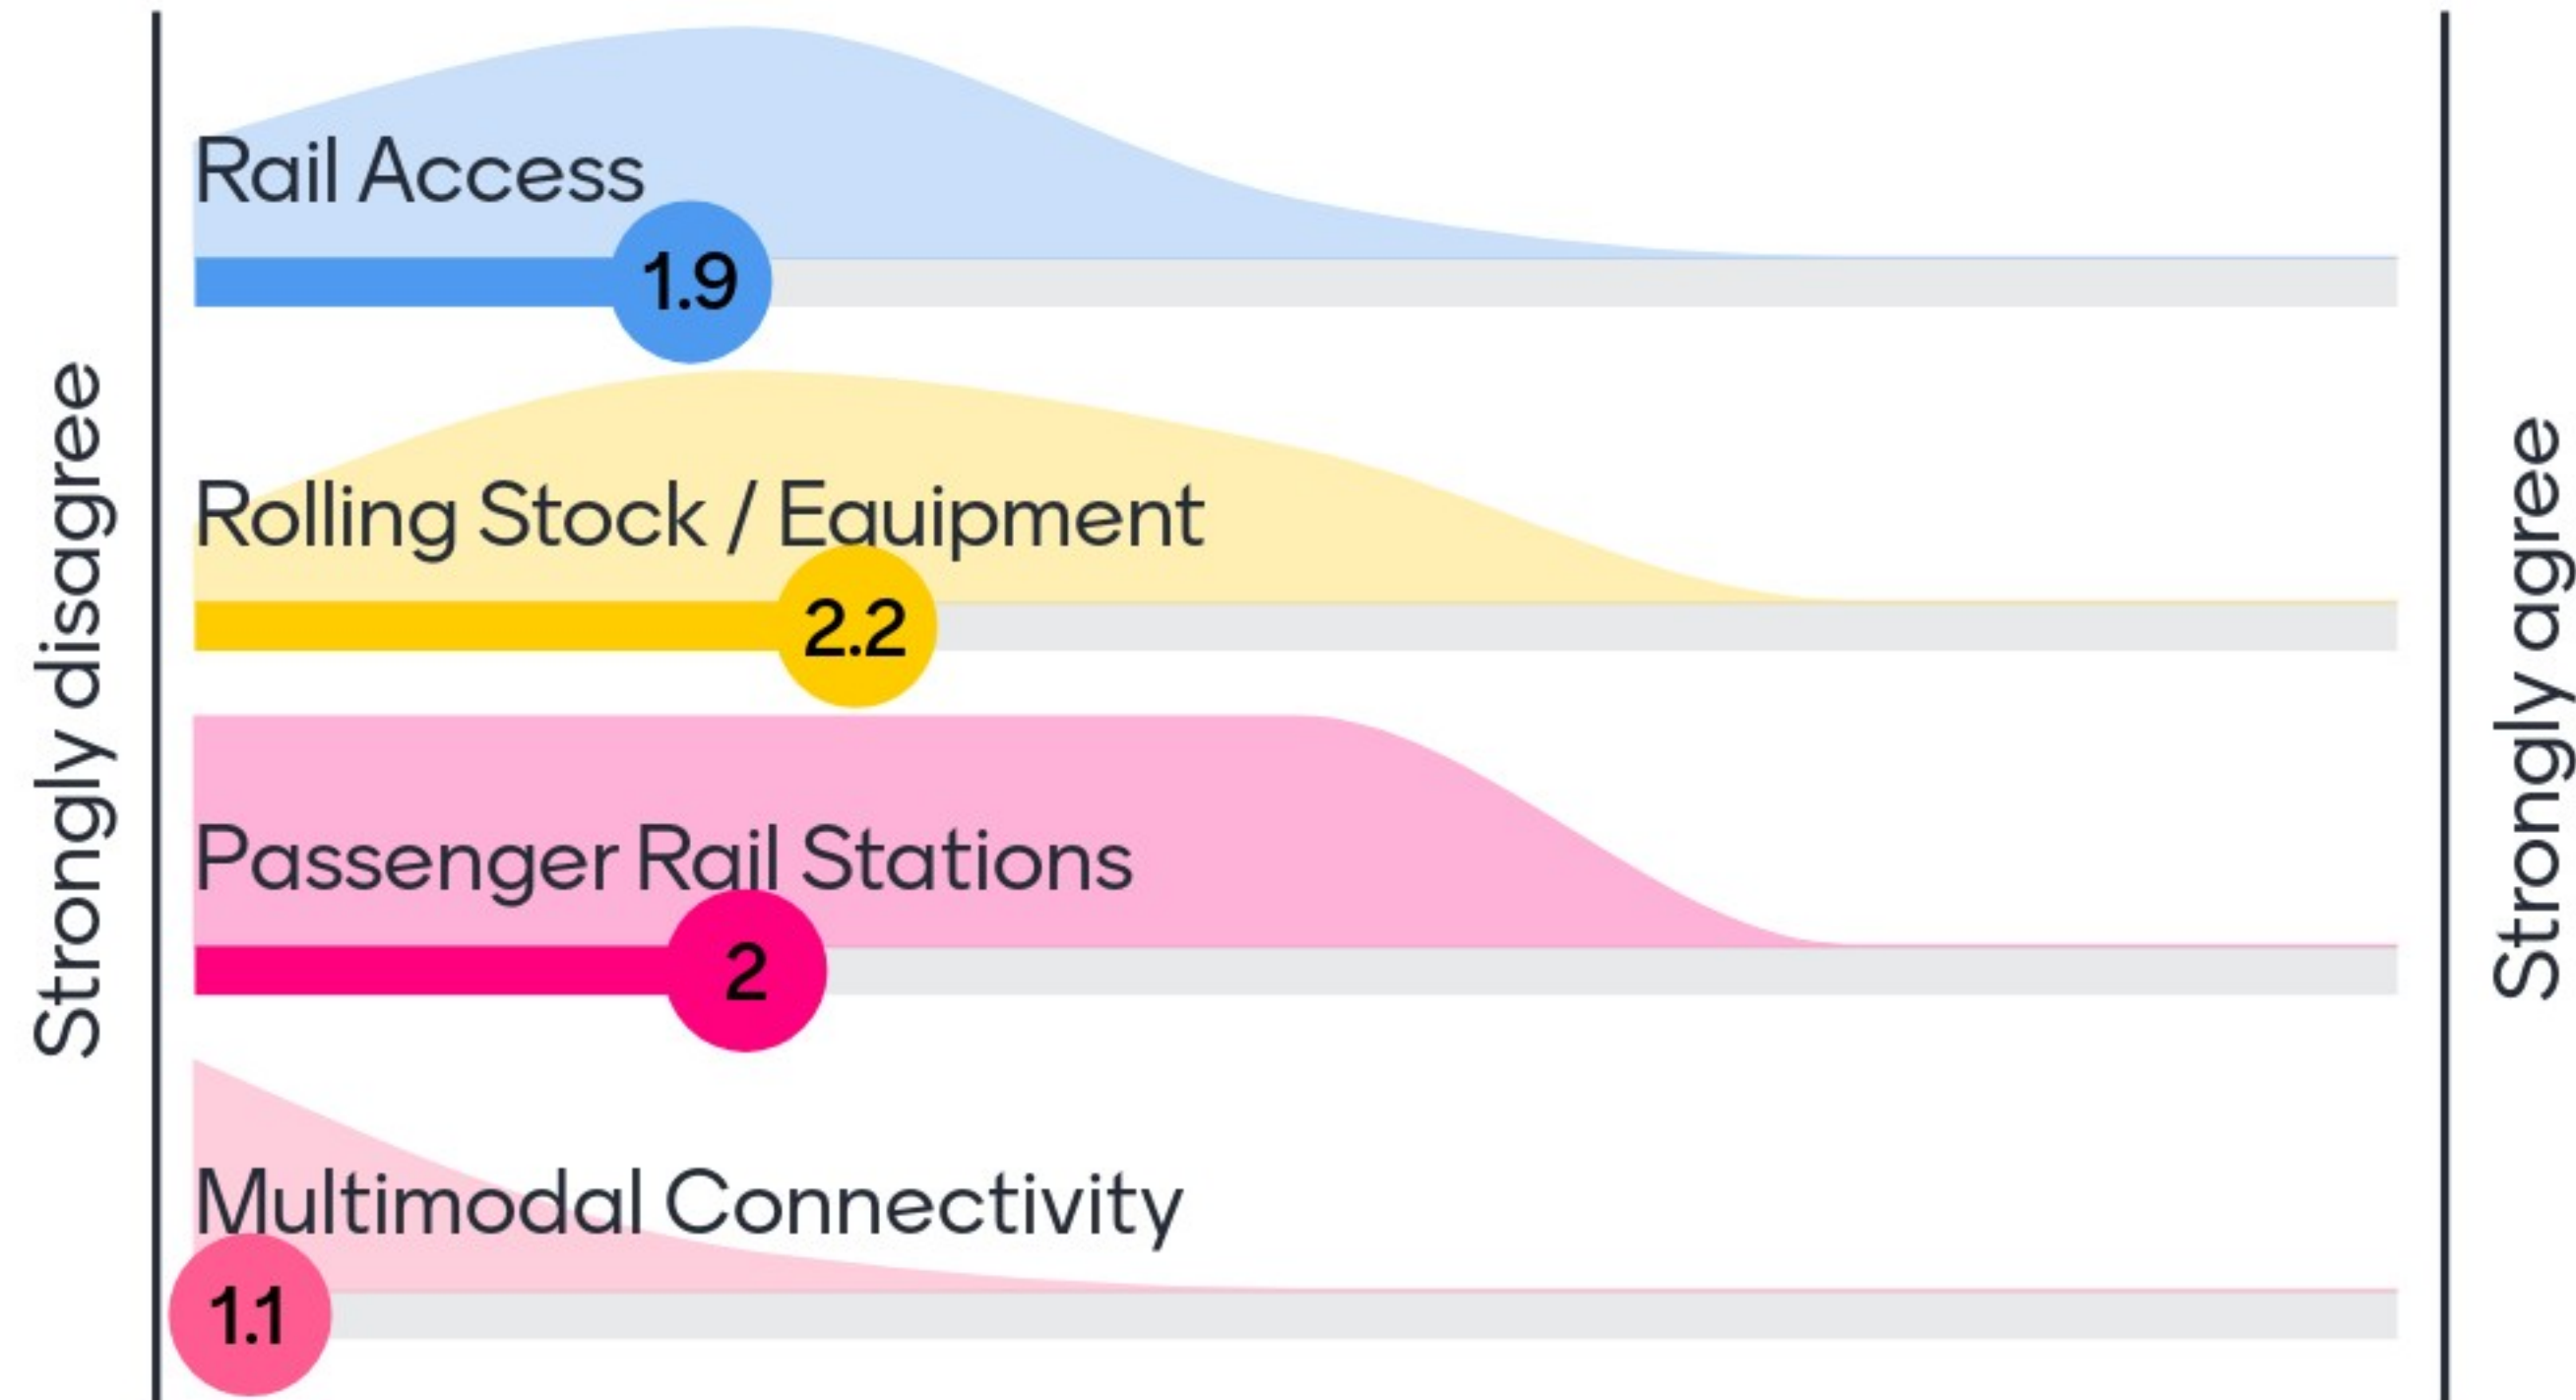 Strongly disagree
Rail Access
1.9
Rolling Stock / Equipment
2.2
Passenger Rail Stations
2
Multimodal Connectivity
1.1
Strongly agree